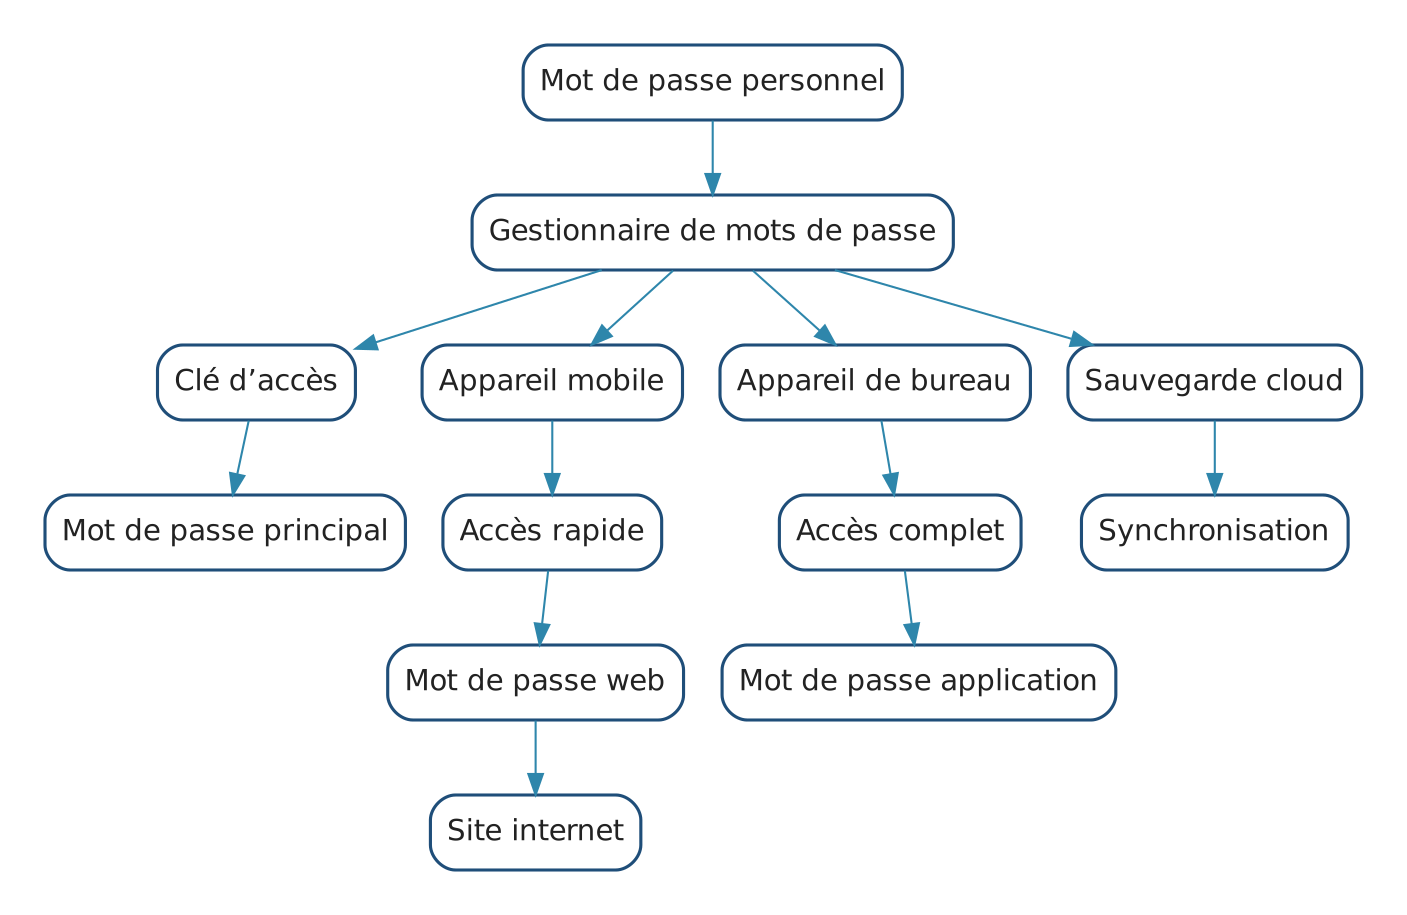 Mot de passe personnel
Gestionnaire de mots de passe
Clé d’accès
Appareil mobile
Appareil de bureau
Sauvegarde cloud
Mot de passe principal
Accès rapide
Accès complet
Synchronisation
Mot de passe web
Mot de passe application
Site internet